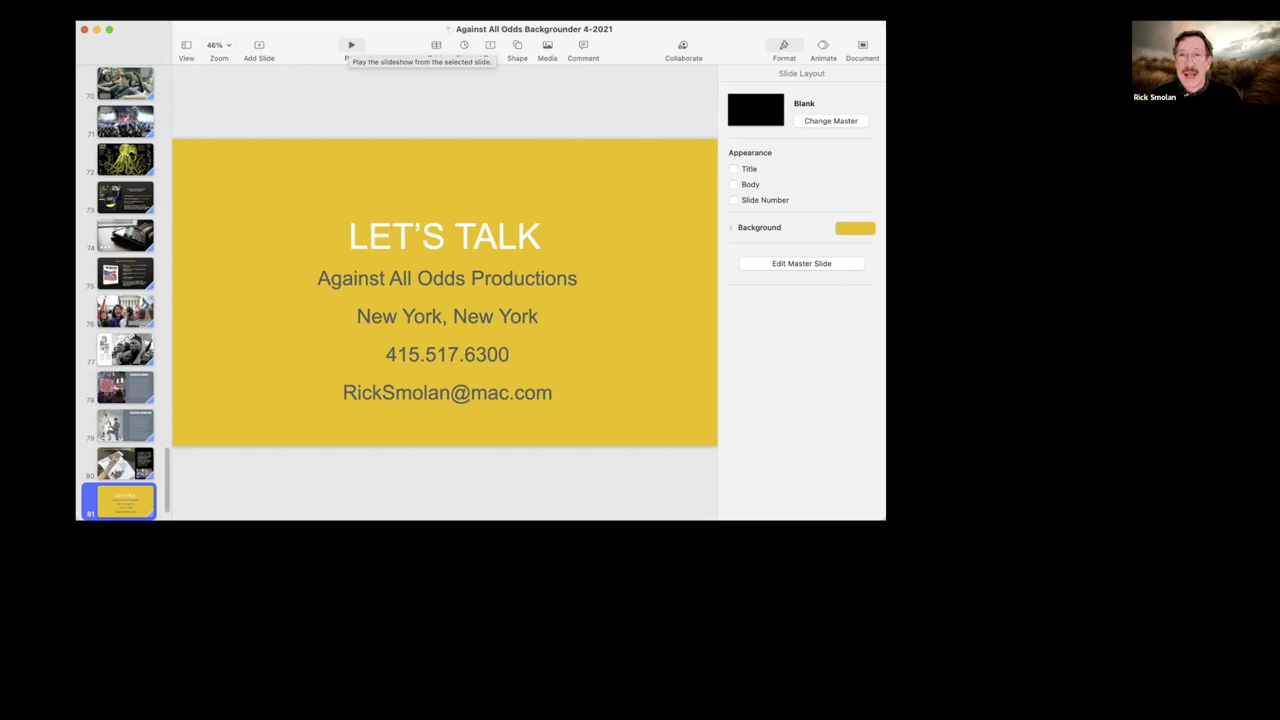 Against All Odds Backgrounder 4-2021
46%
View
Zoom
Add Slide
Play the slideshow from the selected slide.
Shape
Media
Comment
Collaborate
Format
Animate
Document
Slide Layout
Blank
Change Master
Appearance
Title
Body
Slide Number
Background
Edit Master Slide
70
71
72
73
74
75
76
77
78
79
80
81
LET'S TALK
Against All Odds Productions
New York, New York
415.517.6300
RickSmolan@mac.com
Rick Smolan